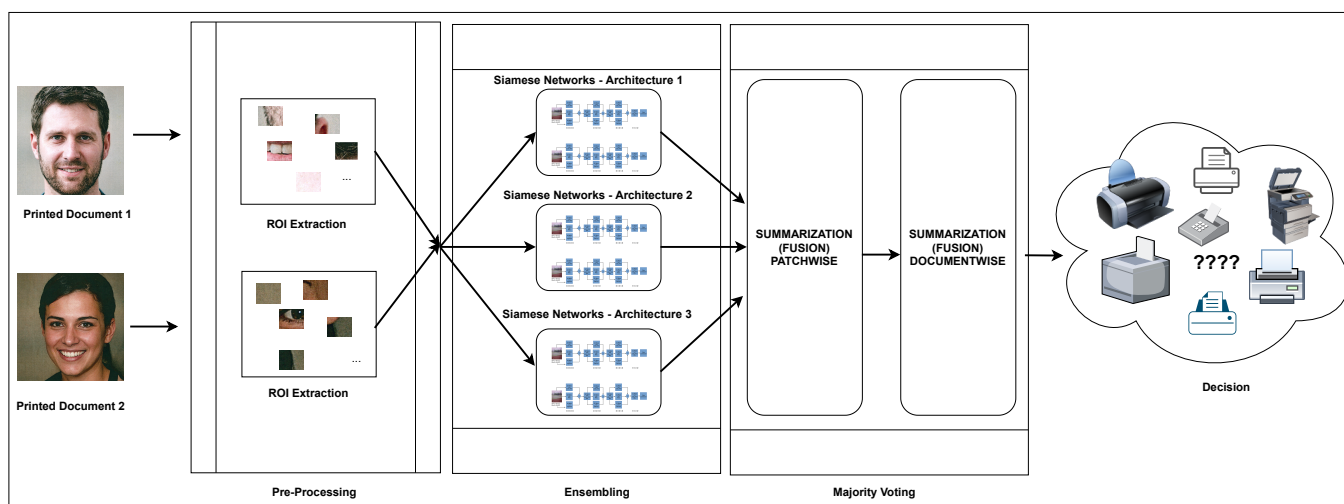 Printed Document 1
Printed Document 2
ROI Extraction
...
ROI Extraction
...
Pre-Processing
Siamese Networks - Architecture 1
Siamese Networks - Architecture 2
Siamese Networks - Architecture 3
Ensembling
SUMMARIZATION
(FUSION)
PATCHWISE
SUMMARIZATION
(FUSION)
DOCUMENTWISE
Majority Voting
????
Decision